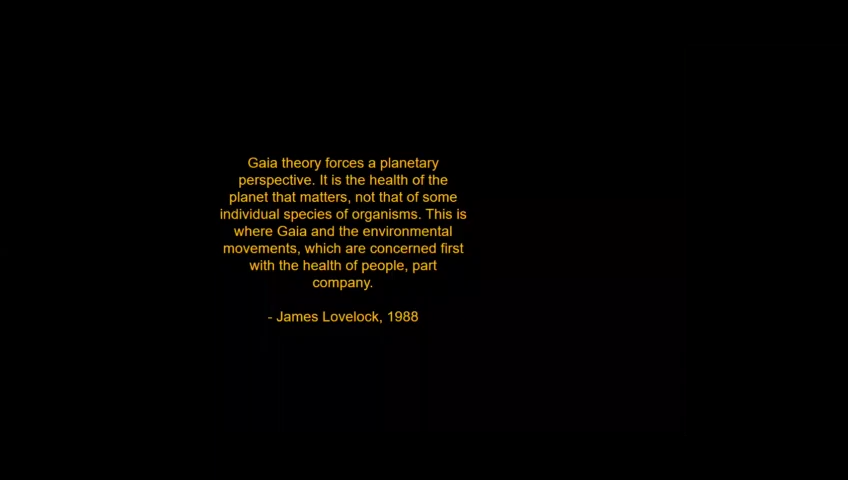 Gaia theory forces a planetary
perspective. It is the health of the
planet that matters, not that of some
individual species of organisms. This is
where Gaia and the environmental
movements, which are concerned first
with the health of people, part
company.
- James Lovelock, 1988